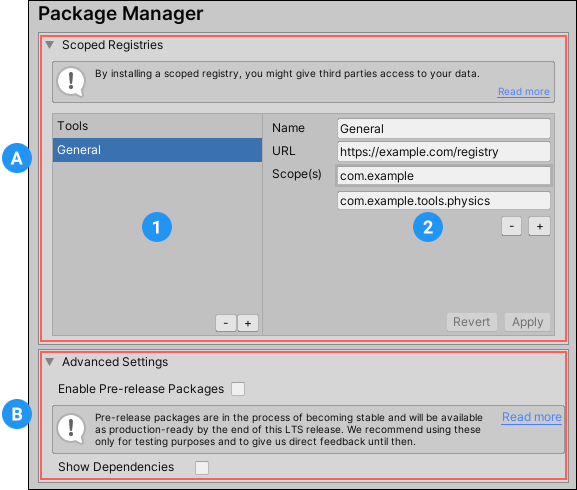 Package Manager
Scoped Registries
By installing a scoped registry, you might give third parties access to your data.
Read more
A
Tools
General
1
- +
Name General
URL https://example.com/registry
Scope(s) com.example
com.example.tools.physics
2
- +
Revert Apply
Advanced Settings
Enable Pre-release Packages
B
Pre-release packages are in the process of becoming stable and will be available
as production-ready by the end of this LTS release. We recommend using these
only for testing purposes and to give us direct feedback until then.
Read more
Show Dependencies